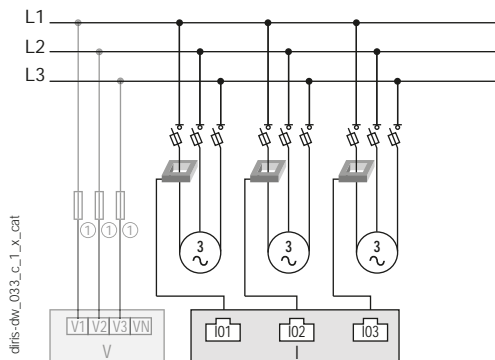 L1
L2
L3
① ① ①
3 3 3
~ ~ ~
V1 V2 V3 VN
I01 I02 I03
V I
diris-dw_033_c_1_x_cat